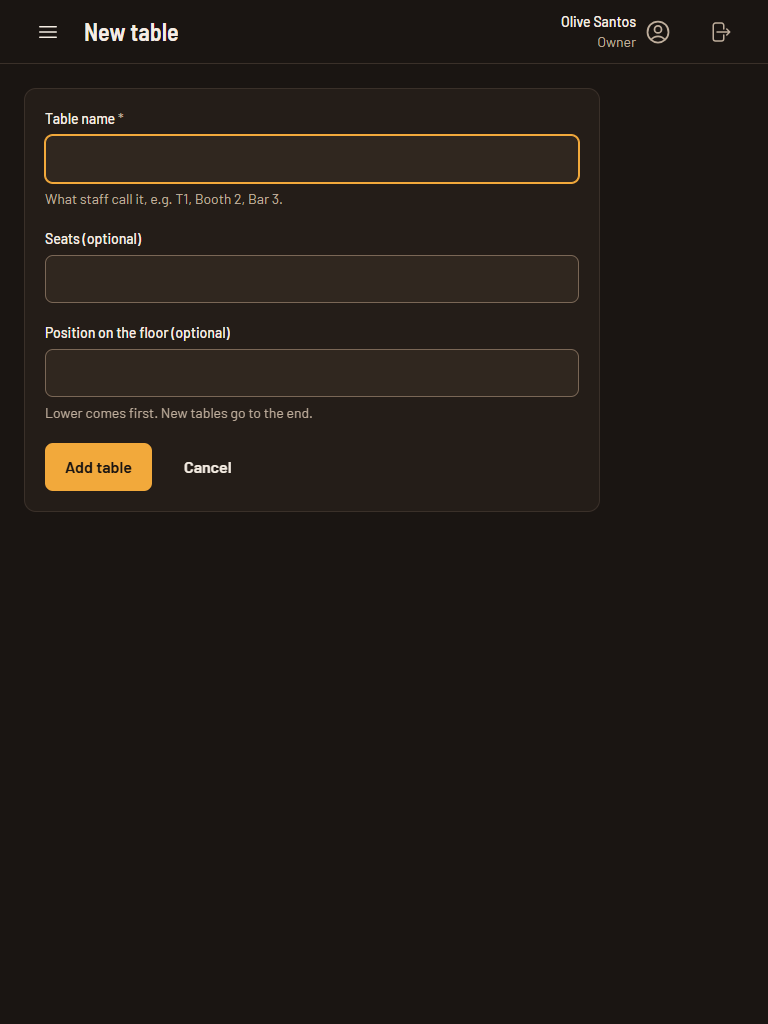 New table
Olive Santos
Owner
Table name *
What staff call it, e.g. T1, Booth 2, Bar 3.
Seats (optional)
Position on the floor (optional)
Lower comes first. New tables go to the end.
Add table
Cancel